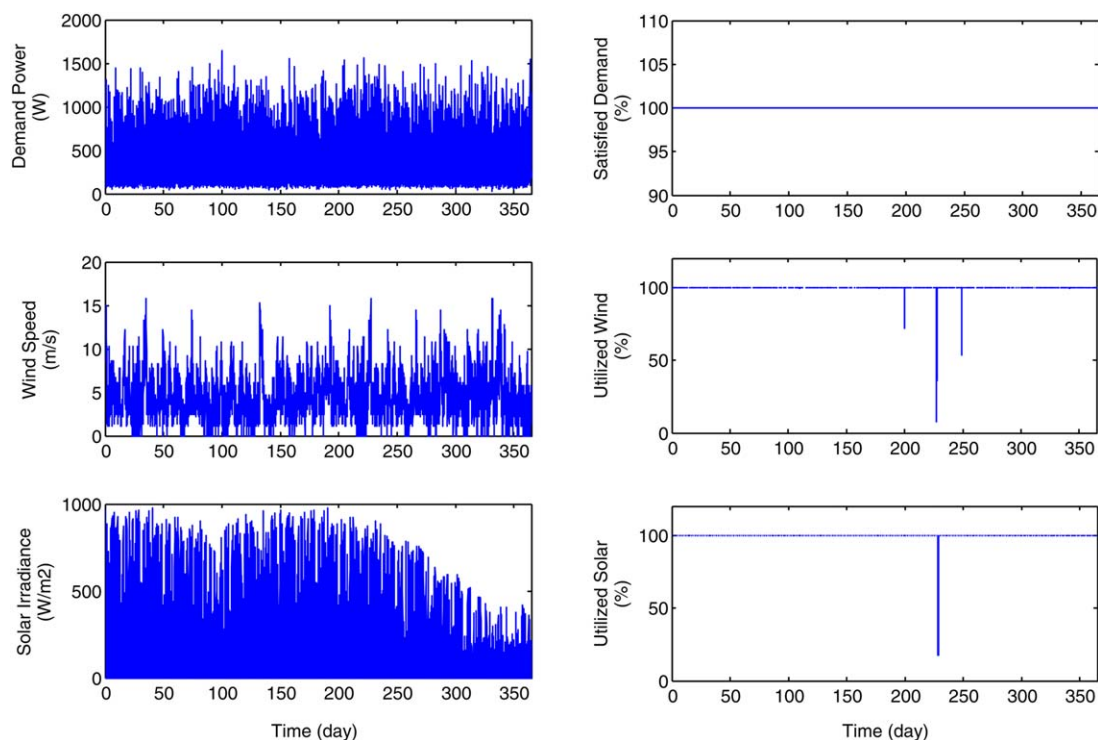 Demand Power
(W)
2000
1500
1000
500
0
0 50 100 150 200 250 300 350
Satisfied Demand
(%)
110
105
100
95
90
0 50 100 150 200 250 300 350
Wind Speed
(m/s)
20
15
10
5
0
0 50 100 150 200 250 300 350
Utilized Wind
(%)
100
50
0
0 50 100 150 200 250 300 350
Solar Irradiance
(W/m2)
1000
500
0
0 50 100 150 200 250 300 350
Time (day)
Utilized Solar
(%)
100
50
0
0 50 100 150 200 250 300 350
Time (day)